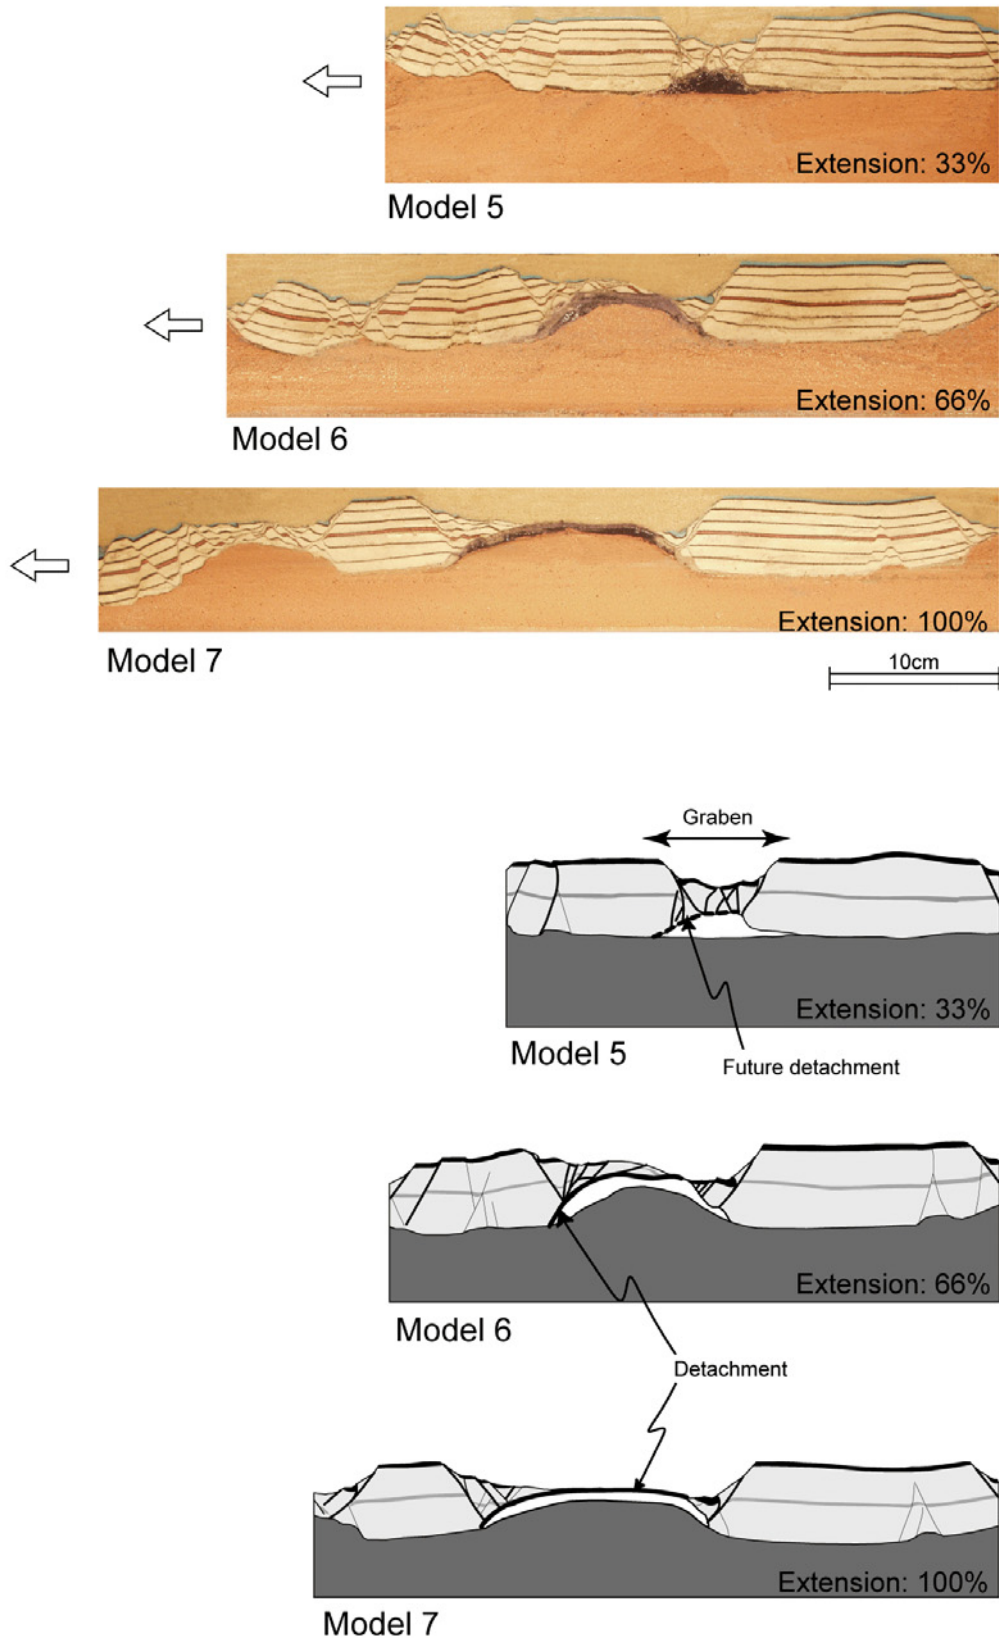 Extension: 33%
Model 5
Extension: 66%
Model 6
Extension: 100%
Model 7
10cm
Graben
Extension: 33%
Model 5
Future detachment
Extension: 66%
Model 6
Detachment
Extension: 100%
Model 7